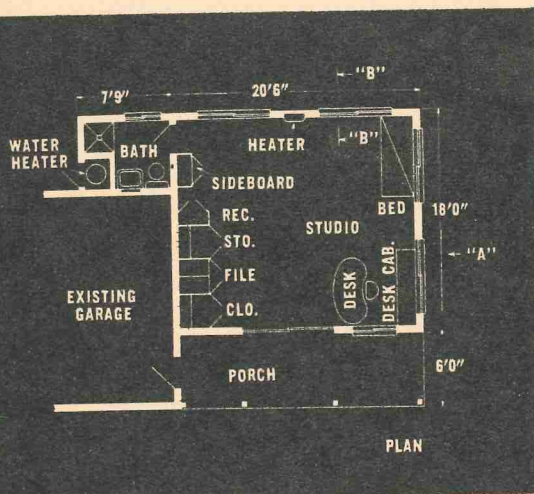 "B"
7'9"
20'6"
WATER
HEATER
BATH
HEATER
"B"
SIDEBOARD
REC.
BED
18'0"
STO.
STUDIO
"A"
FILE
DESK
DESK CAB.
EXISTING
GARAGE
CLO.
PORCH
6'0"
PLAN